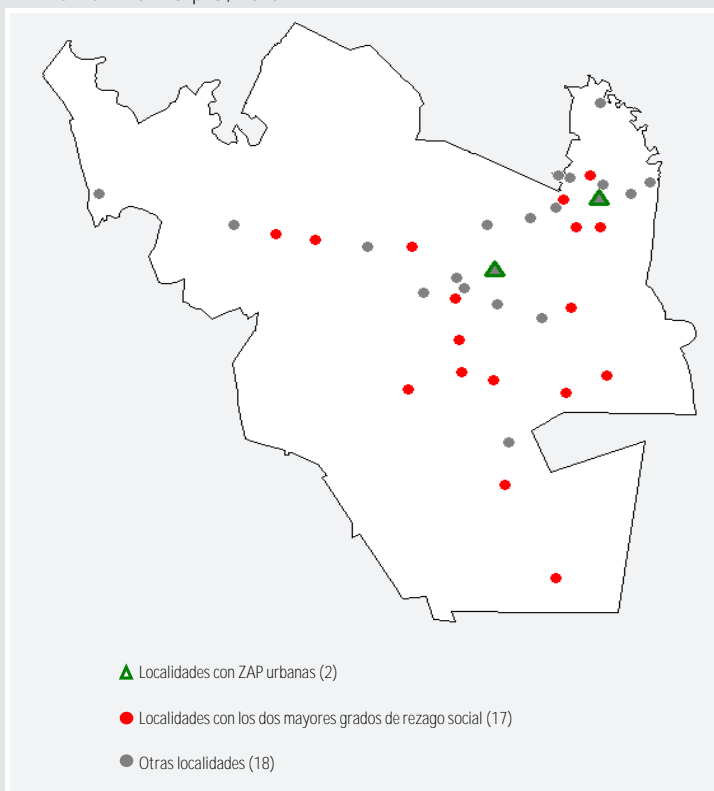 Localidades con ZAP urbanas (2)
Localidades con los dos mayores grados de rezago social (17)
Otras localidades (18)